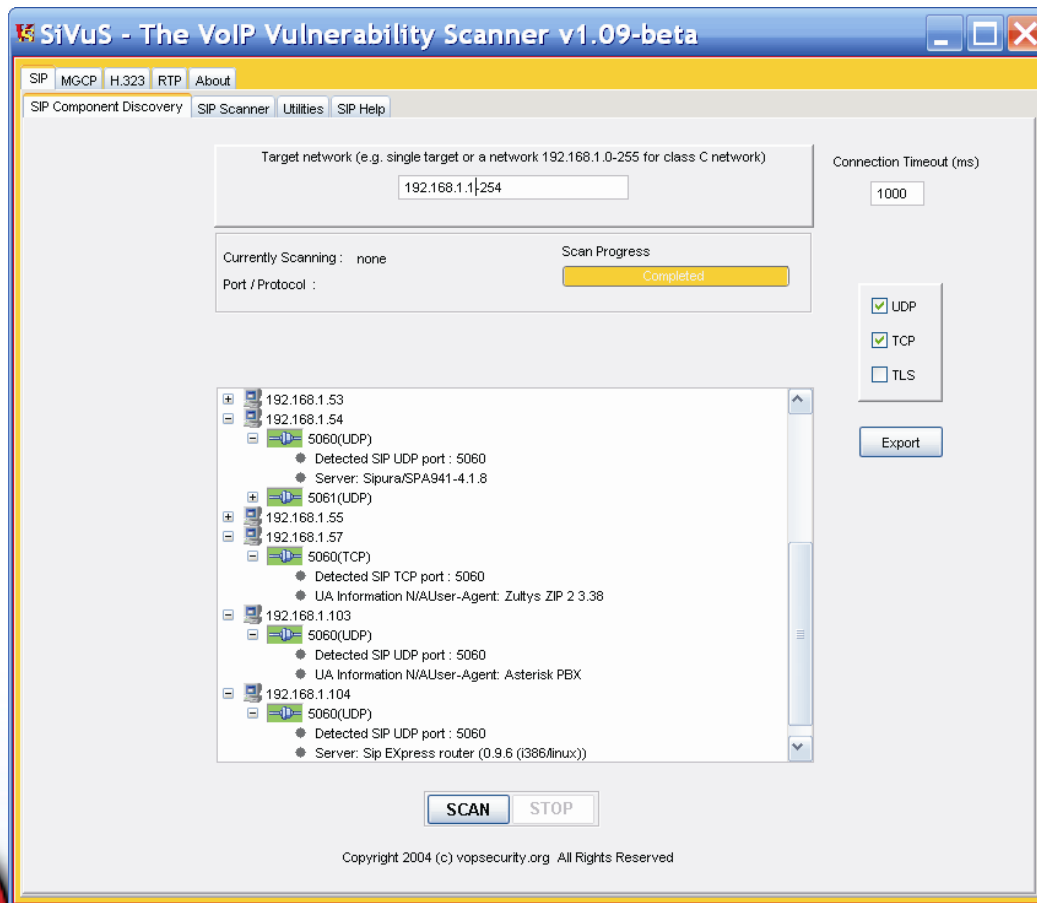 SiVuS - The VoIP Vulnerability Scanner v1.09-beta
SIP MGCP H.323 RTP About
SIP Component Discovery SIP Scanner Utilities SIP Help
Target network (e.g. single target or a network 192.168.1.0-255 for class C network)
192.168.1.1-254
Connection Timeout (ms)
1000
Currently Scanning : none
Port / Protocol :
Scan Progress
Completed
UDP
TCP
TLS
Export
192.168.1.53
192.168.1.54
5060(UDP)
Detected SIP UDP port : 5060
Server: Sipura/SPA941-4.1.8
5061(UDP)
192.168.1.55
192.168.1.57
5060(TCP)
Detected SIP TCP port : 5060
UA Information N/AUser-Agent: Zultys ZIP 2 3.38
192.168.1.103
5060(UDP)
Detected SIP UDP port : 5060
UA Information N/AUser-Agent: Asterisk PBX
192.168.1.104
5060(UDP)
Detected SIP UDP port : 5060
Server: Sip EXpress router (0.9.6 (i386/linux))
SCAN STOP
Copyright 2004 (c) vopsecurity.org All Rights Reserved